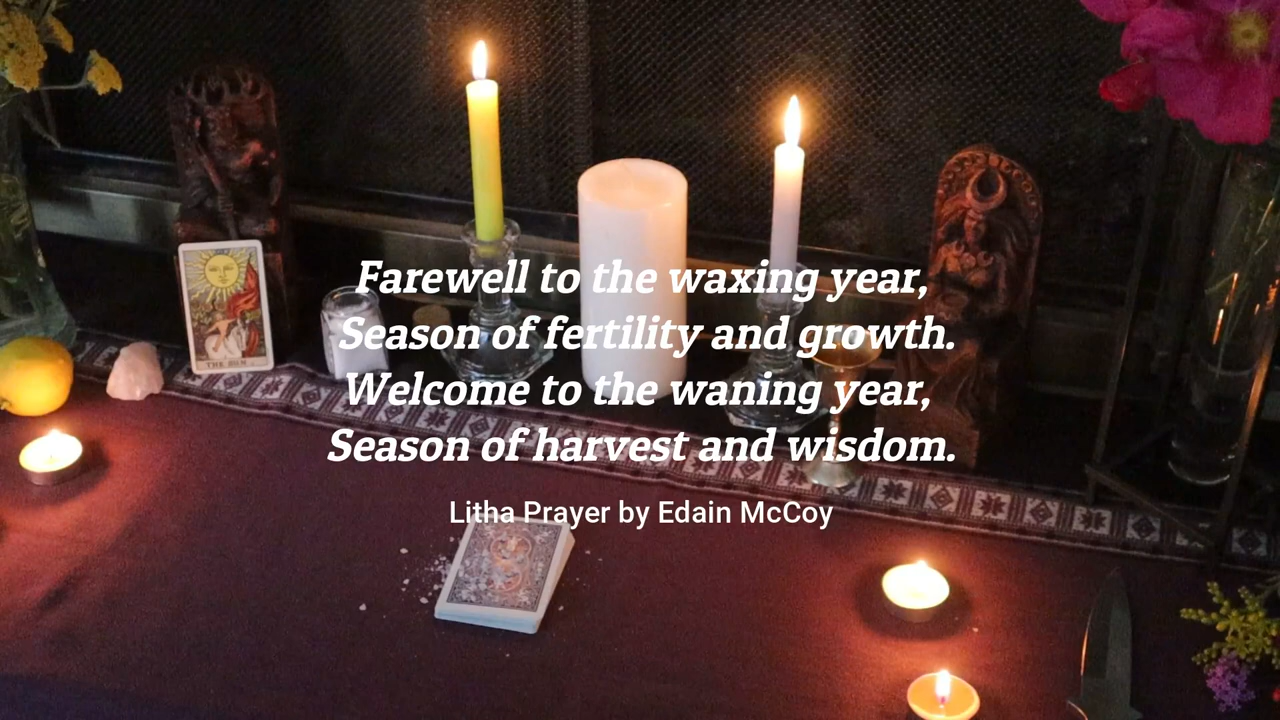 Farewell to the waxing year,
Season of fertility and growth.
Welcome to the waning year,
Season of harvest and wisdom.
Litha Prayer by Edain McCoy
THE SUN